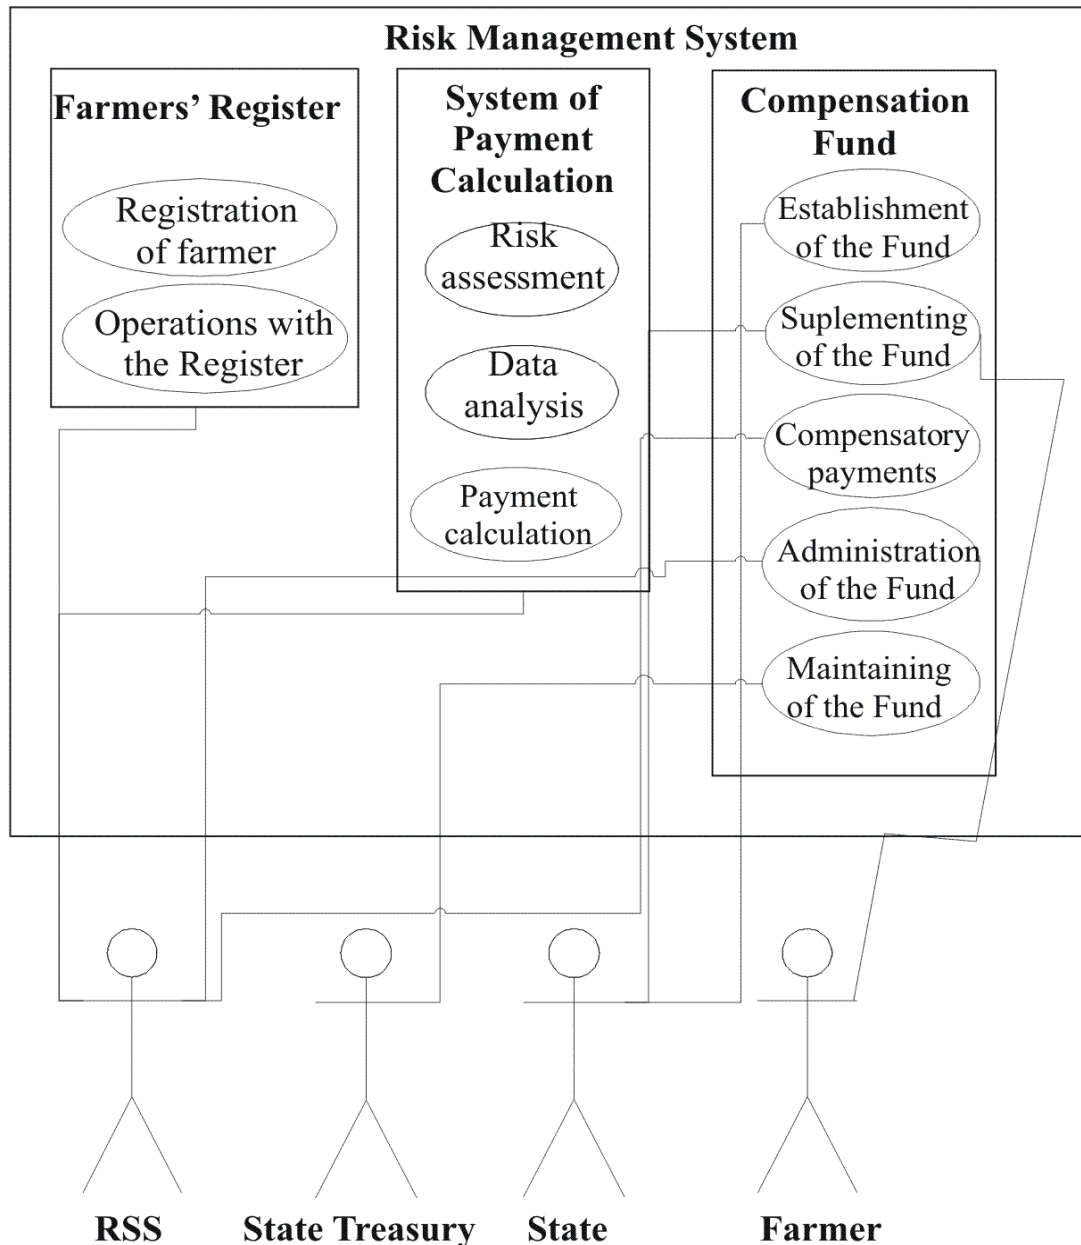 Risk Management System
Farmers’ Register
Registration
of farmer
Operations with
the Register
System of
Payment
Calculation
Risk
assessment
Data
analysis
Payment
calculation
Compensation
Fund
Establishment
of the Fund
Suplementing
of the Fund
Compensatory
payments
Administration
of the Fund
Maintaining
of the Fund
RSS
State Treasury
State
Farmer